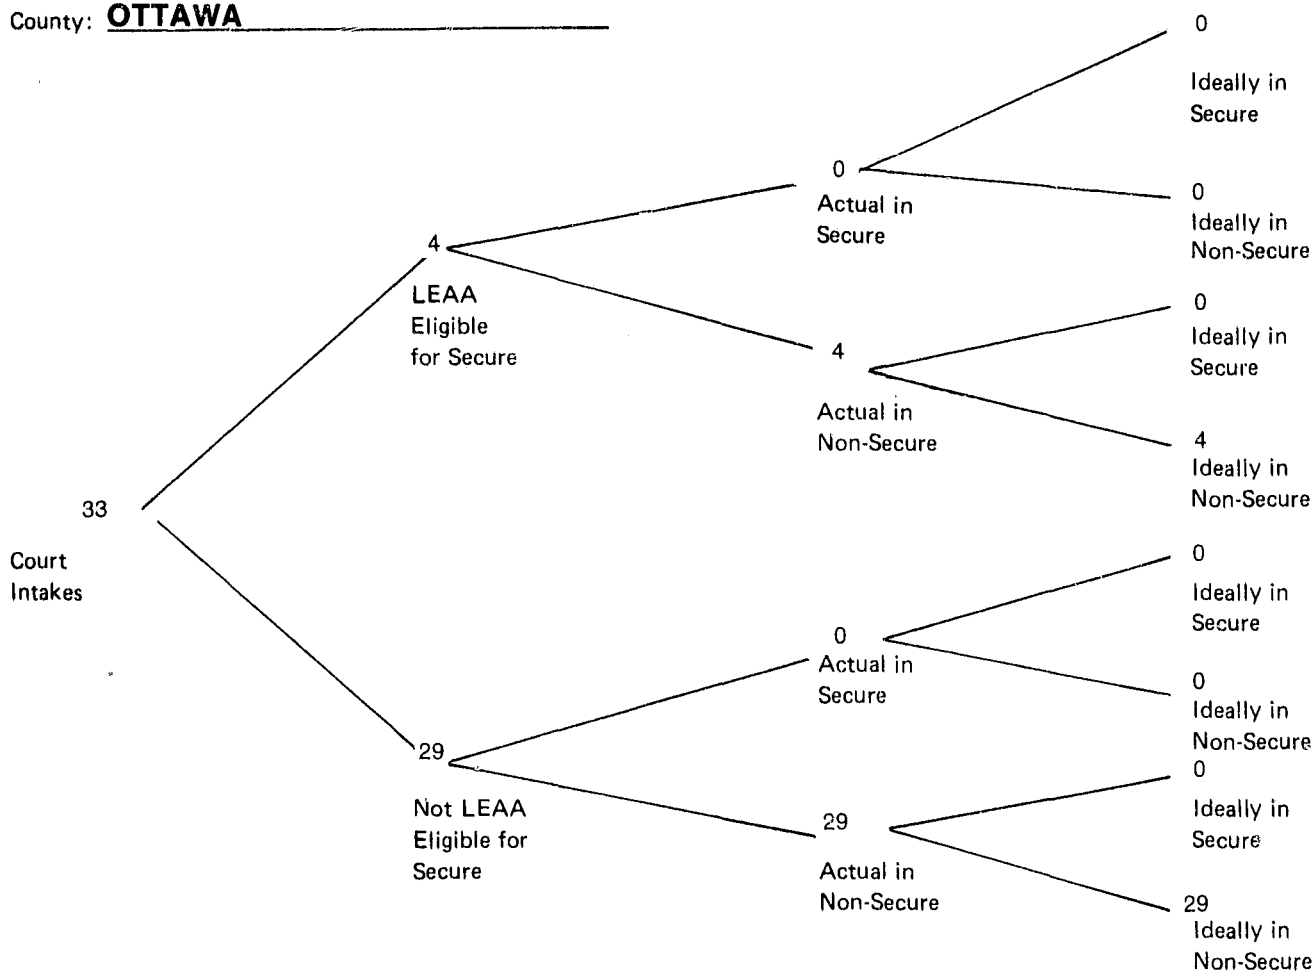 County: OTTAWA
0
Ideally in
Secure
0
Actual in
Secure
0
Ideally in
Non-Secure
4
LEAA
Eligible
for Secure
0
Ideally in
Secure
4
Actual in
Non-Secure
4
Ideally in
Non-Secure
33
Court
Intakes
0
Ideally in
Secure
0
Actual in
Secure
0
Ideally in
Non-Secure
29
Not LEAA
Eligible for
Secure
0
Ideally in
Secure
29
Actual in
Non-Secure
29
Ideally in
Non-Secure